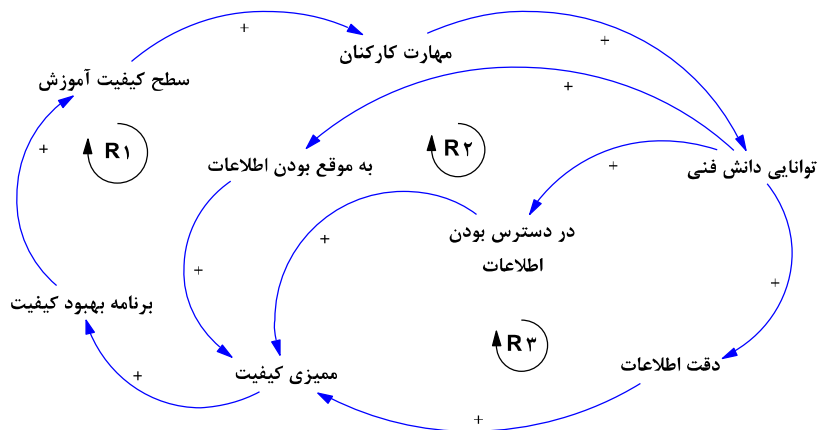 +
مهارت کارکنان
+
سطح کیفیت آموزش
+
+
R۱
R۲
به موقع بودن اطلاعات
+
توانایی دانش فنی
در دسترس بودن
اطلاعات
+
+
+
برنامه بهبود کیفیت
R۳
دقت اطلاعات
ممیزی کیفیت
+
+